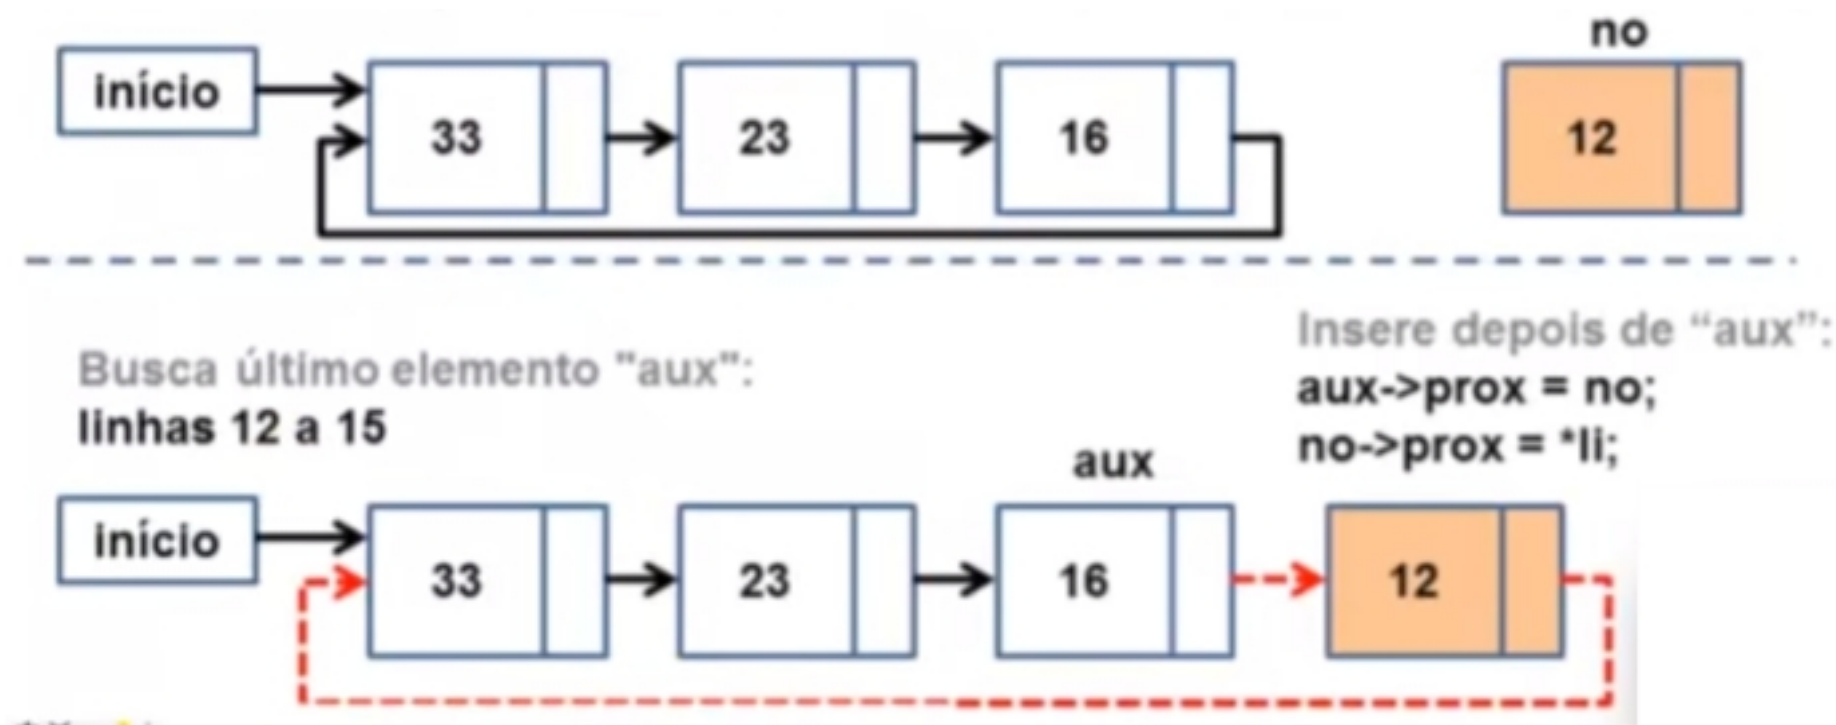 no
início
33
23
16
12
Busca último elemento "aux":
linhas 12 a 15
Insere depois de “aux”:
aux->prox = no;
no->prox = *li;
aux
início
33
23
16
12